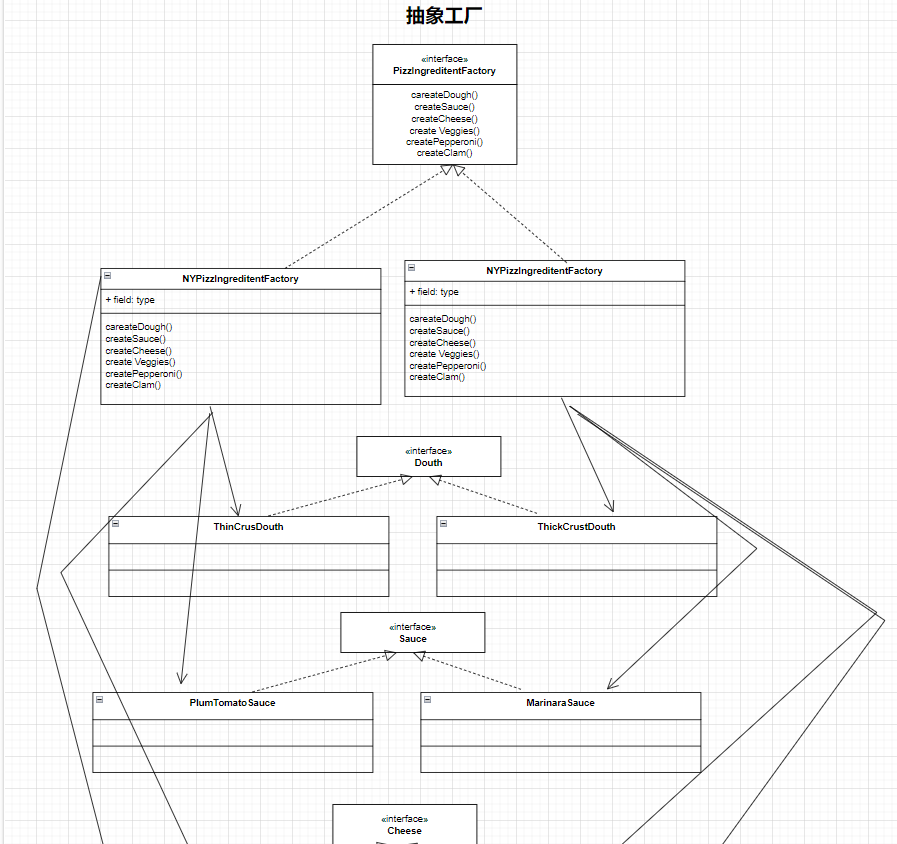 抽象工厂
«interface»
PizzIngreditentFactory
careateDough()
createSauce()
createCheese()
create Veggies()
createPepperoni()
createClam()
NYPizzIngreditentFactory
+ field: type
careateDough()
createSauce()
createCheese()
create Veggies()
createPepperoni()
createClam()
NYPizzIngreditentFactory
+ field: type
careateDough()
createSauce()
createCheese()
create Veggies()
createPepperoni()
createClam()
«interface»
Douth
ThinCrusDouth
ThickCrustDouth
«interface»
Sauce
PlumTomatoSauce
MarinaraSauce
«interface»
Cheese